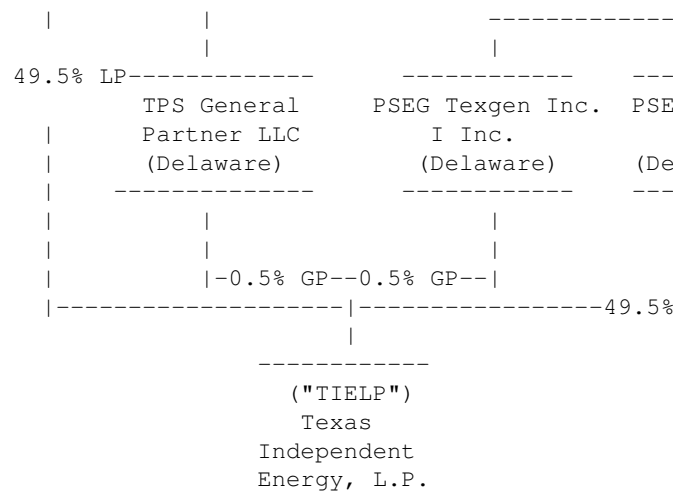 |                |                              -------------
                 |                              |
49.5% LP-------------       ------------     ---
          TPS General      PSEG Texgen Inc.  PSE
|         Partner LLC          I Inc.
|         (Delaware)         (Delaware)      (De
|      --------------       ------------     ---
|                |                              |
|                |                              |
|                |-0.5% GP--0.5% GP--|
|--------------------|-----------------49.5%
                     |
               ------------
                ("TIELP")
                  Texas
               Independent
               Energy, L.P.